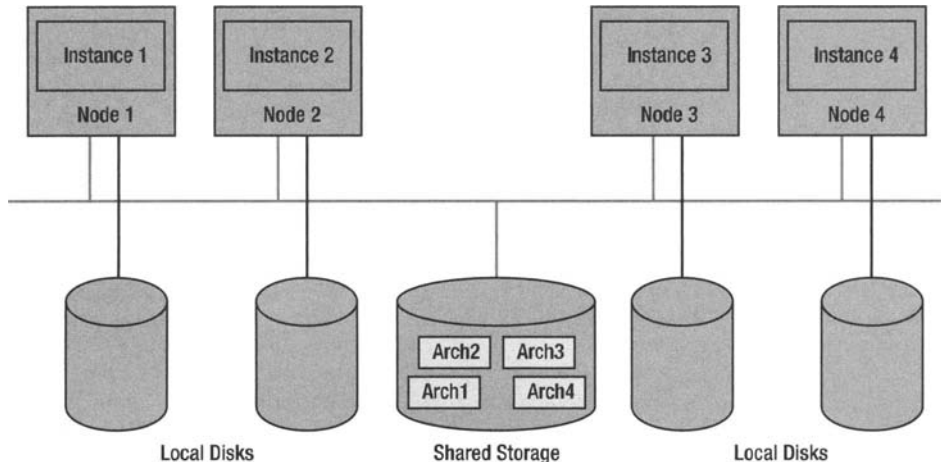 Instance 1
Instance 2
Instance 3
Instance 4
Node 1
Node 2
Node 3
Node 4
Arch2
Arch3
Arch1
Arch4
Local Disks
Shared Storage
Local Disks